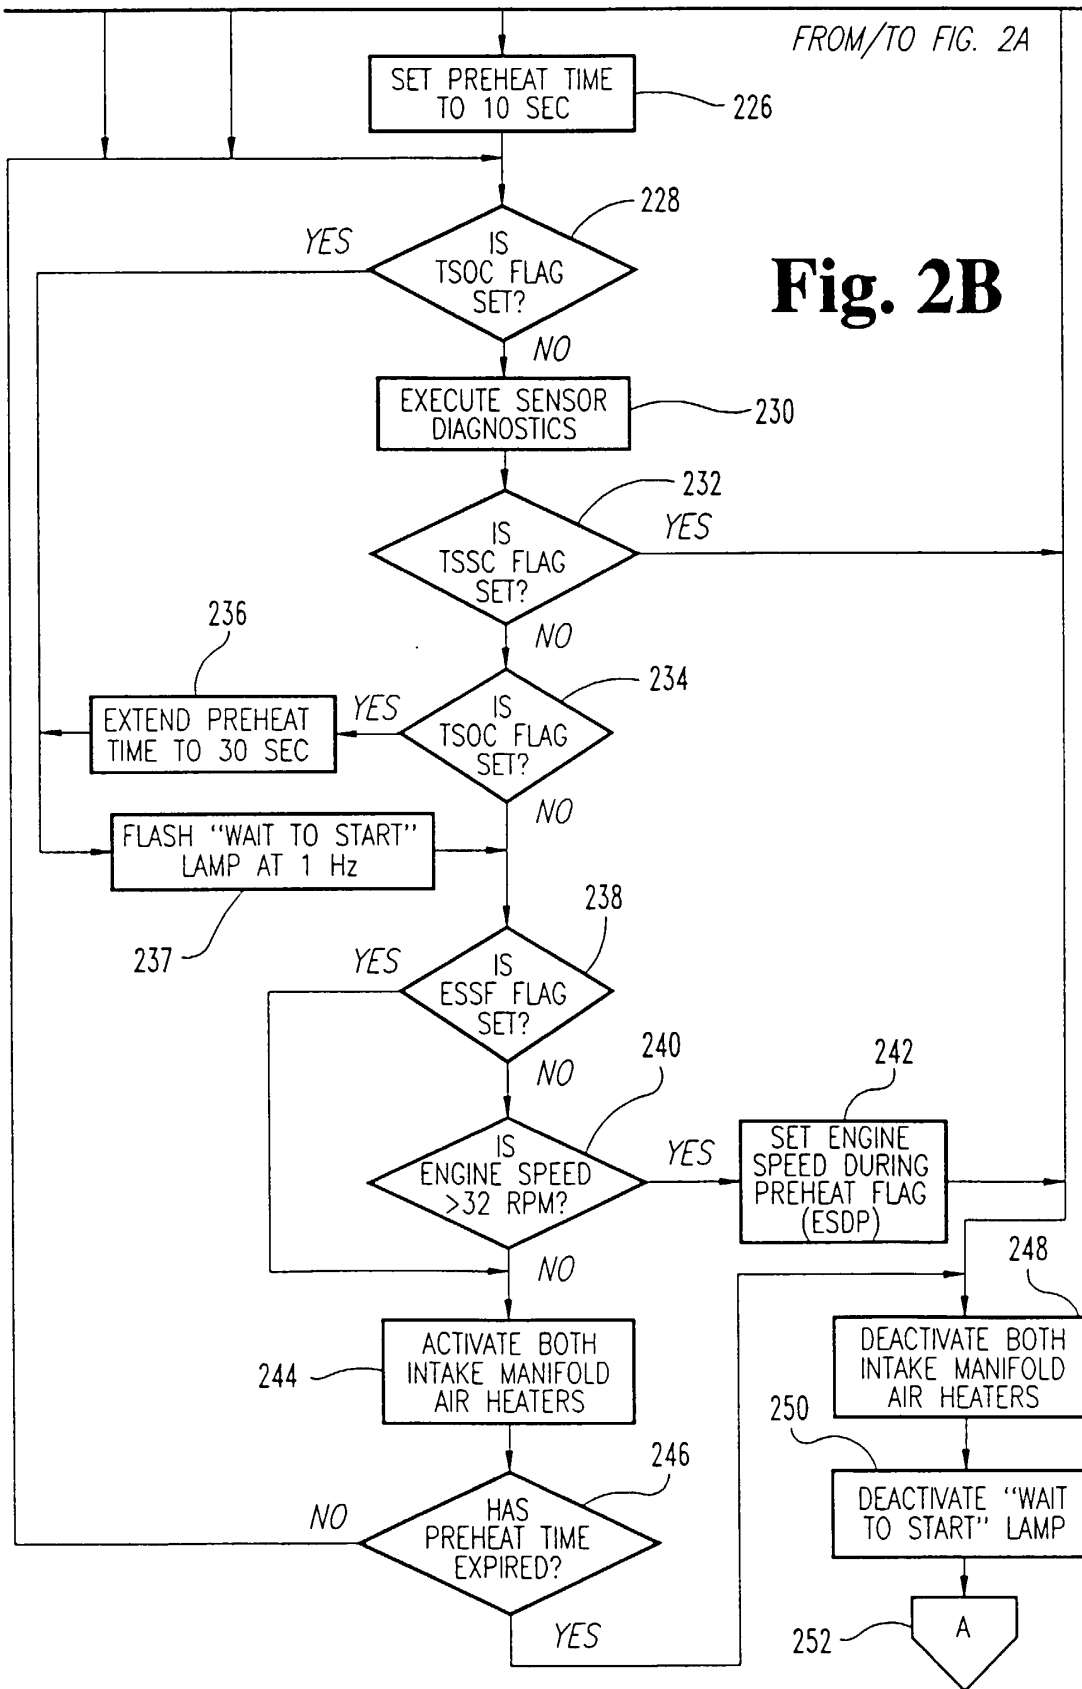 FROM/TO FIG. 2A
SET PREHEAT TIME
TO 10 SEC
226
228
YES
IS
TSOC FLAG
SET?
Fig. 2B
NO
EXECUTE SENSOR
DIAGNOSTICS
230
232
IS
TSSC FLAG
SET?
YES
NO
236
234
EXTEND PREHEAT
TIME TO 30 SEC
YES
IS
TSOC FLAG
SET?
NO
FLASH "WAIT TO START"
LAMP AT 1 Hz
237
238
YES
IS
ESSF FLAG
SET?
NO
240
242
IS
ENGINE SPEED
>32 RPM?
YES
SET ENGINE
SPEED DURING
PREHEAT FLAG
(ESDP)
NO
248
244
ACTIVATE BOTH
INTAKE MANIFOLD
AIR HEATERS
DEACTIVATE BOTH
INTAKE MANIFOLD
AIR HEATERS
250
246
NO
HAS
PREHEAT TIME
EXPIRED?
DEACTIVATE "WAIT
TO START" LAMP
YES
252
A